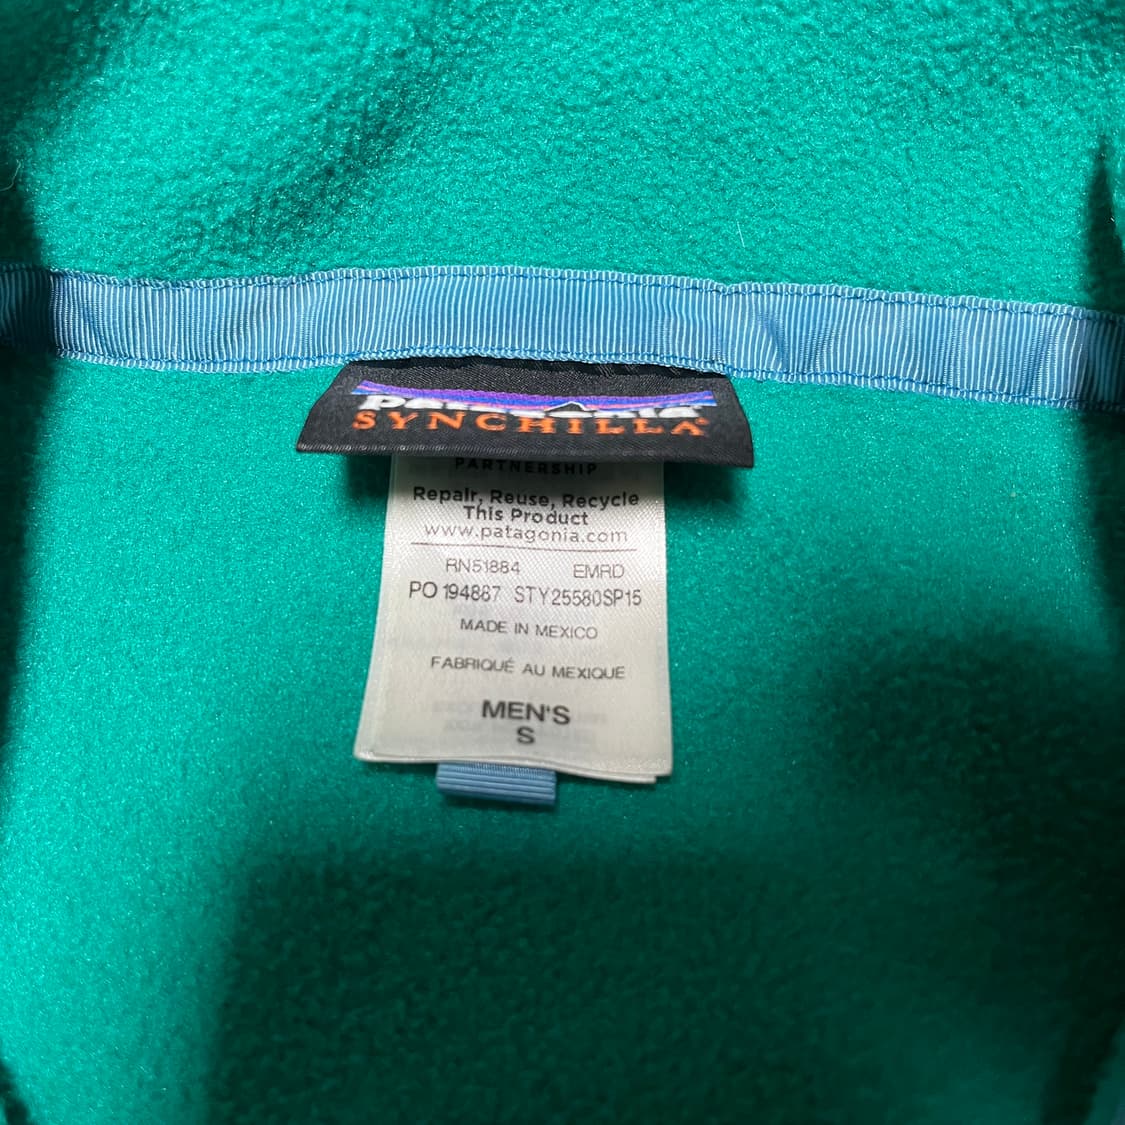 patagonia®
SYNCHILLA®
PARTNERSHIP
Repair, Reuse, Recycle
This Product
www.patagonia.com
RN51884 EMRD
PO 194887 STY25580SP15
MADE IN MEXICO
FABRIQUÉ AU MEXIQUE
MEN'S
S